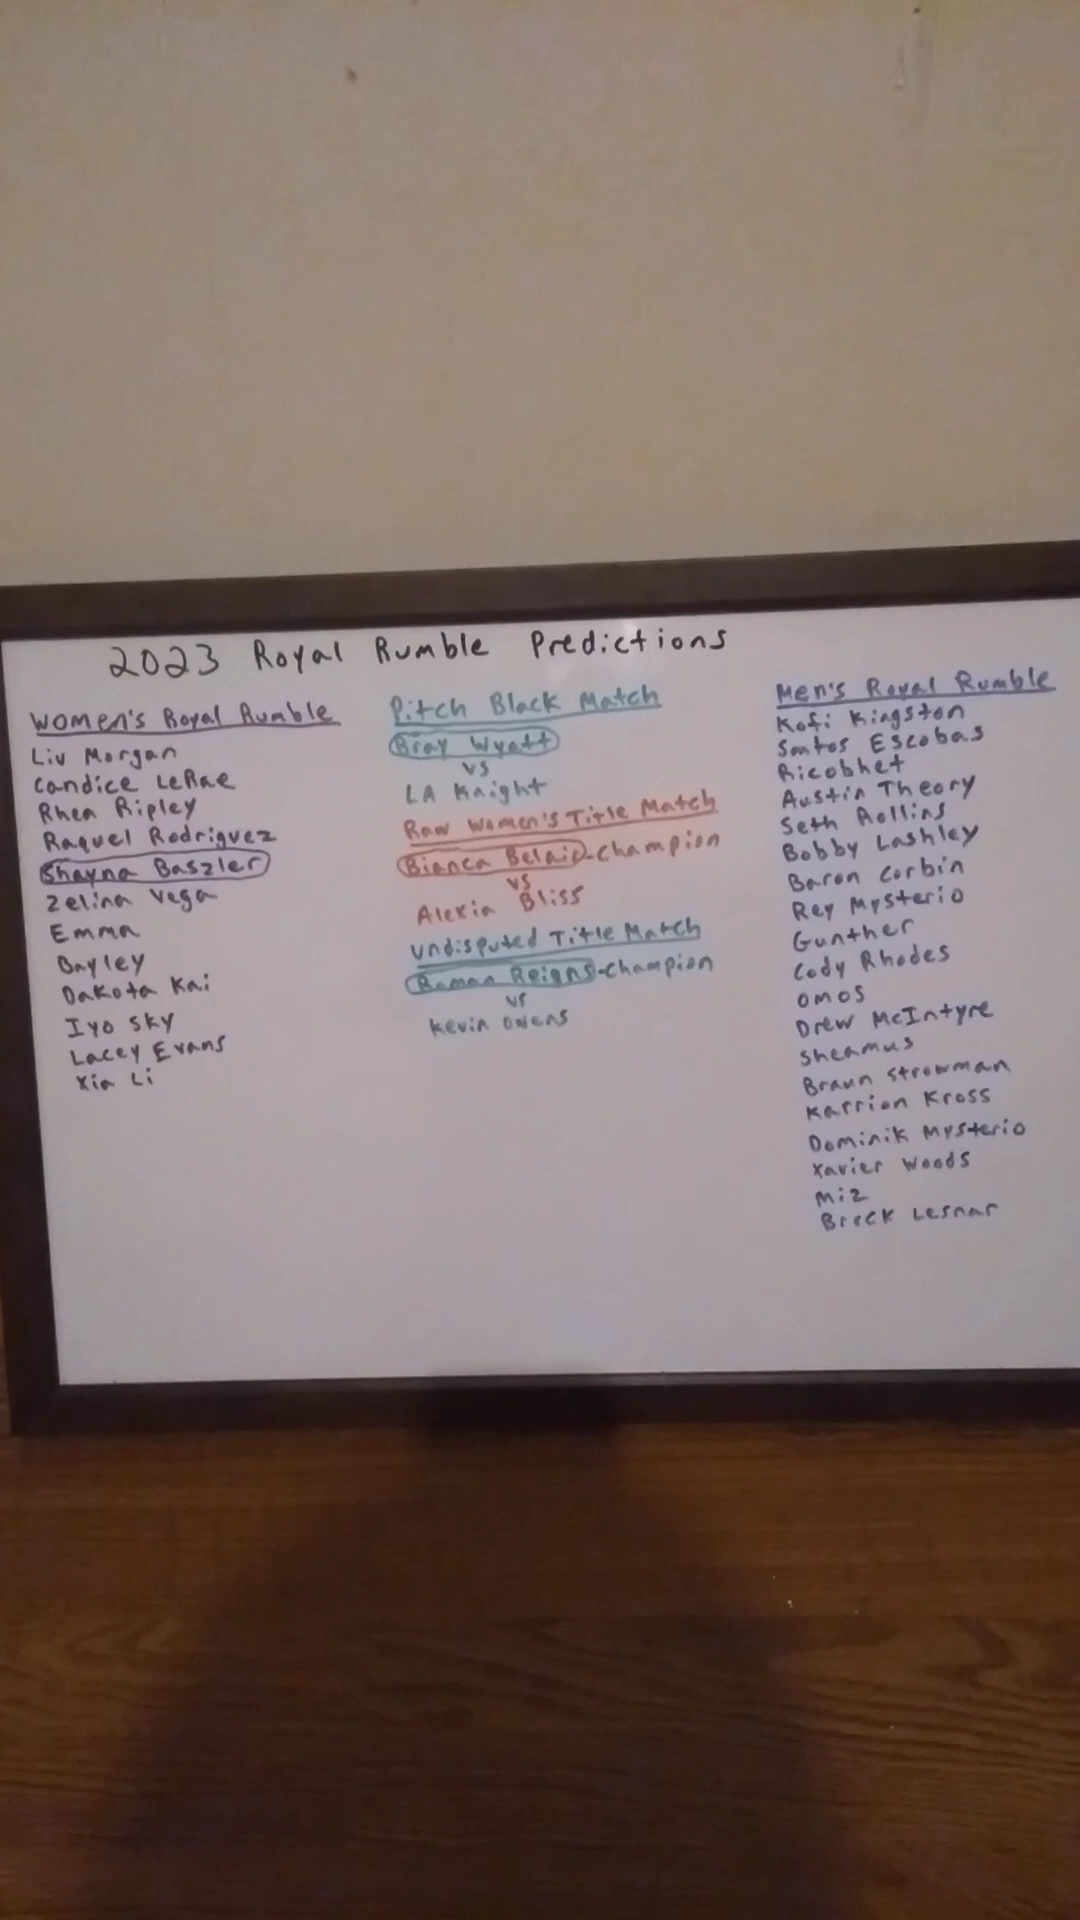 2023 Royal Rumble Predictions
Women's Royal Rumble
Liv Morgan
Candice LeRae
Rhea Ripley
Raquel Rodriguez
Shayna Baszler
Zelina Vega
Emma
Bayley
Dakota Kai
Iyo Sky
Lacey Evans
Xia Li
Pitch Black Match
Bray Wyatt
vs
LA Knight
Raw Women's Title Match
Bianca Belair-Champion
vs
Alexia Bliss
Undisputed Title Match
Roman Reigns-Champion
vs
Kevin Owens
Men's Royal Rumble
Kofi Kingston
Santos Escobas
Ricobhet
Austin Theory
Seth Rollins
Bobby Lashley
Baron Corbin
Rey Mysterio
Gunther
Cody Rhodes
Omos
Drew McIntyre
Sheamus
Braun Strowman
Karrion Kross
Dominik Mysterio
Xavier Woods
Miz
Brock Lesnar